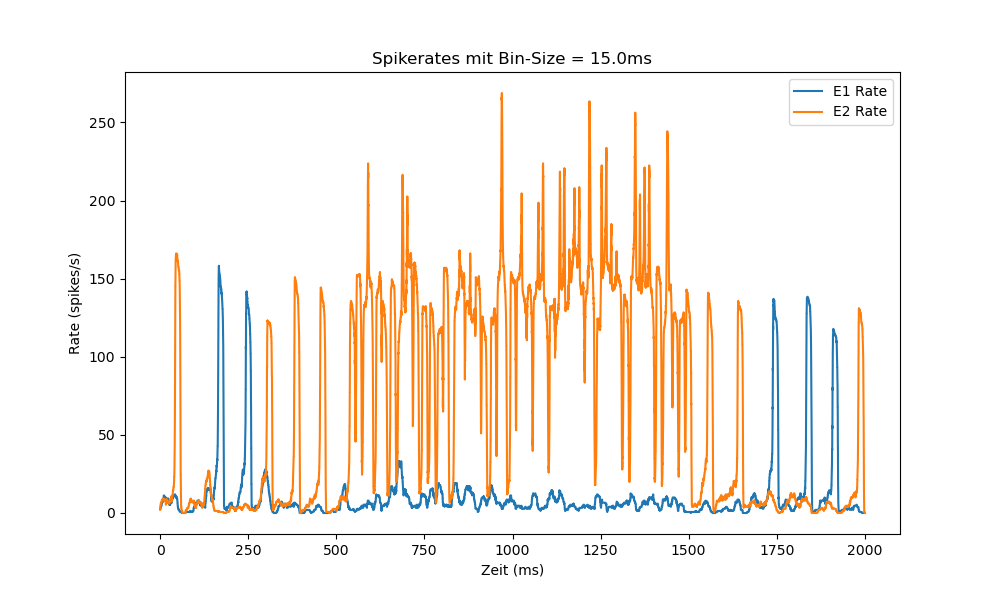 Spikerates mit Bin-Size = 15.0ms
E1 Rate
E2 Rate
250
200
150
100
50
0
Rate (spikes/s)
0 250 500 750 1000 1250 1500 1750 2000
Zeit (ms)